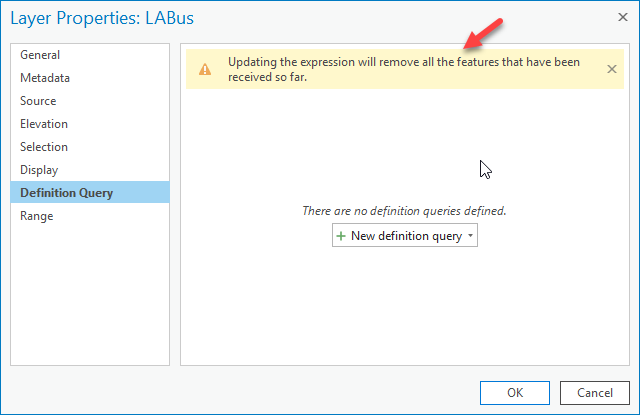 Layer Properties: LABus
General
Metadata
Source
Elevation
Selection
Display
Definition Query
Range
Updating the expression will remove all the features that have been
received so far.
There are no definition queries defined.
New definition query
OK
Cancel